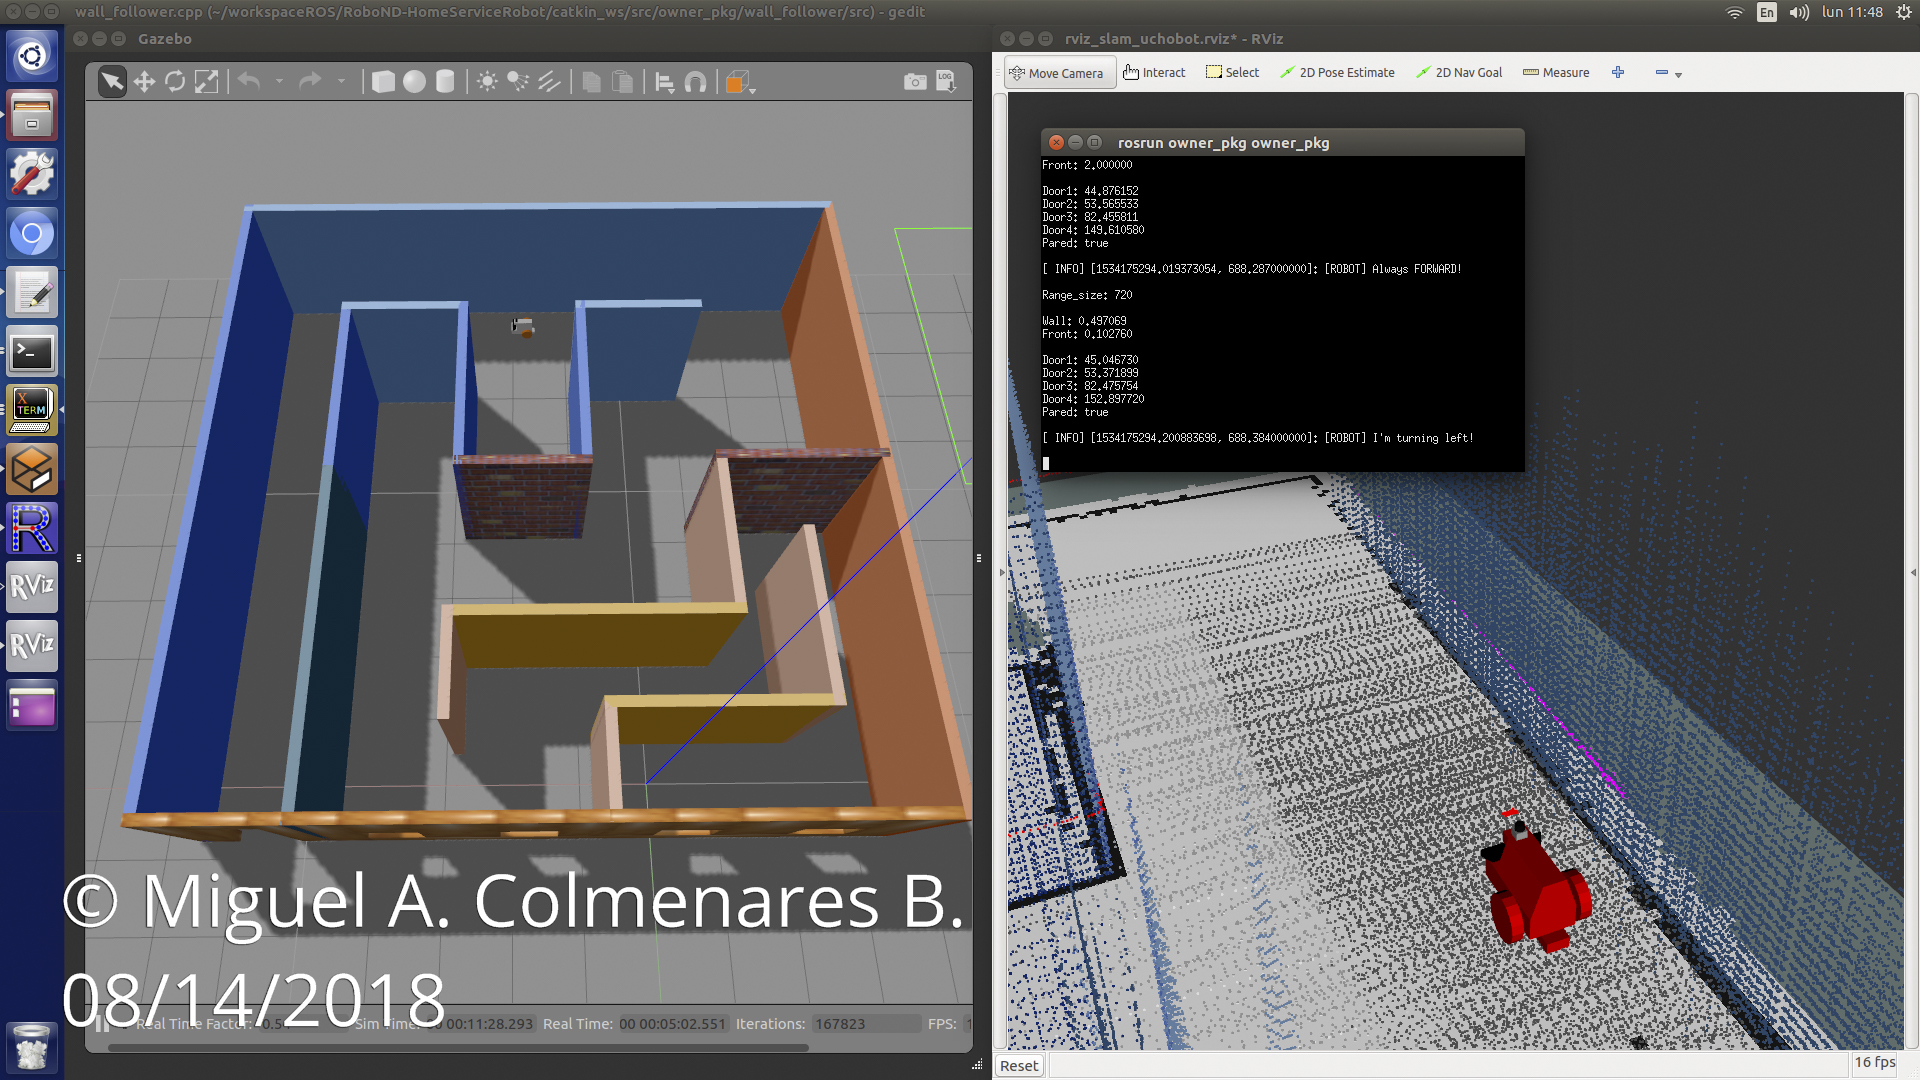 wall_follower.cpp (~/workspaceROS/RoboND-HomeServiceRobot/catkin_ws/src/owner_pkg/wall_follower/src) - gedit
En
lun 11:48
Gazebo
LOG
X
TERM
R
RViz
RViz
Real Time Factor: 0.54 Sim Time: 00 00:11:28.293 Real Time: 00 00:05:02.551 Iterations: 167823 FPS:
rviz_slam_uchobot.rviz* - RViz
Move Camera Interact Select 2D Pose Estimate 2D Nav Goal Measure
rosrun owner_pkg owner_pkg
Front: 2.000000
Door1: 44.876152
Door2: 53.565533
Door3: 82.455811
Door4: 149.610580
Pared: true
[ INFO] [1534175294.019373054, 688.287000000]: [ROBOT] Always FORWARD!
Range_size: 720
Wall: 0.497069
Front: 0.102760
Door1: 45.046730
Door2: 53.371899
Door3: 82.475754
Door4: 152.897720
Pared: true
[ INFO] [1534175294.200883698, 688.384000000]: [ROBOT] I'm turning left!
Reset
16 fps
© Miguel A. Colmenares B.
08/14/2018